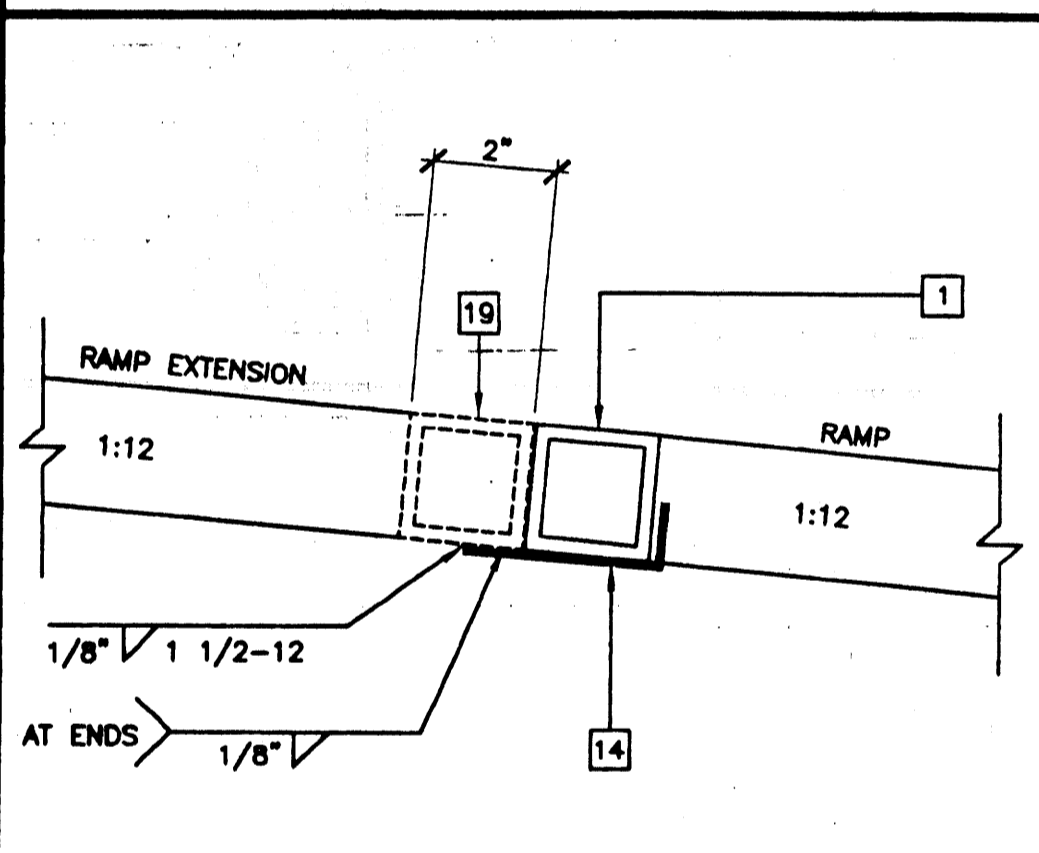 2"
1
19
RAMP EXTENSION
RAMP
1:12
1:12
1/8" 1 1/2-12
AT ENDS
1/8"
14